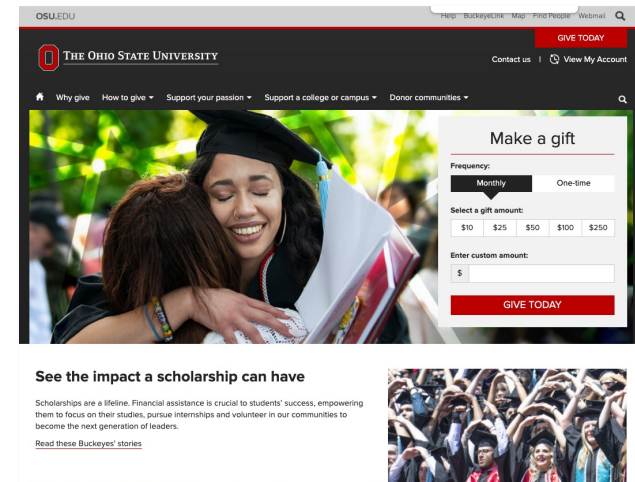 OSU.EDU
Help BuckeyeLink Map Find People Webmail
GIVE TODAY
THE OHIO STATE UNIVERSITY
Contact us | View My Account
Why give How to give Support your passion Support a college or campus Donor communities
Make a gift
Frequency:
Monthly One-time
Select a gift amount:
$10 $25 $50 $100 $250
Enter custom amount:
$
GIVE TODAY
See the impact a scholarship can have
Scholarships are a lifeline. Financial assistance is crucial to students' success, empowering
them to focus on their studies, pursue internships and volunteer in our communities to
become the next generation of leaders.
Read these Buckeyes' stories